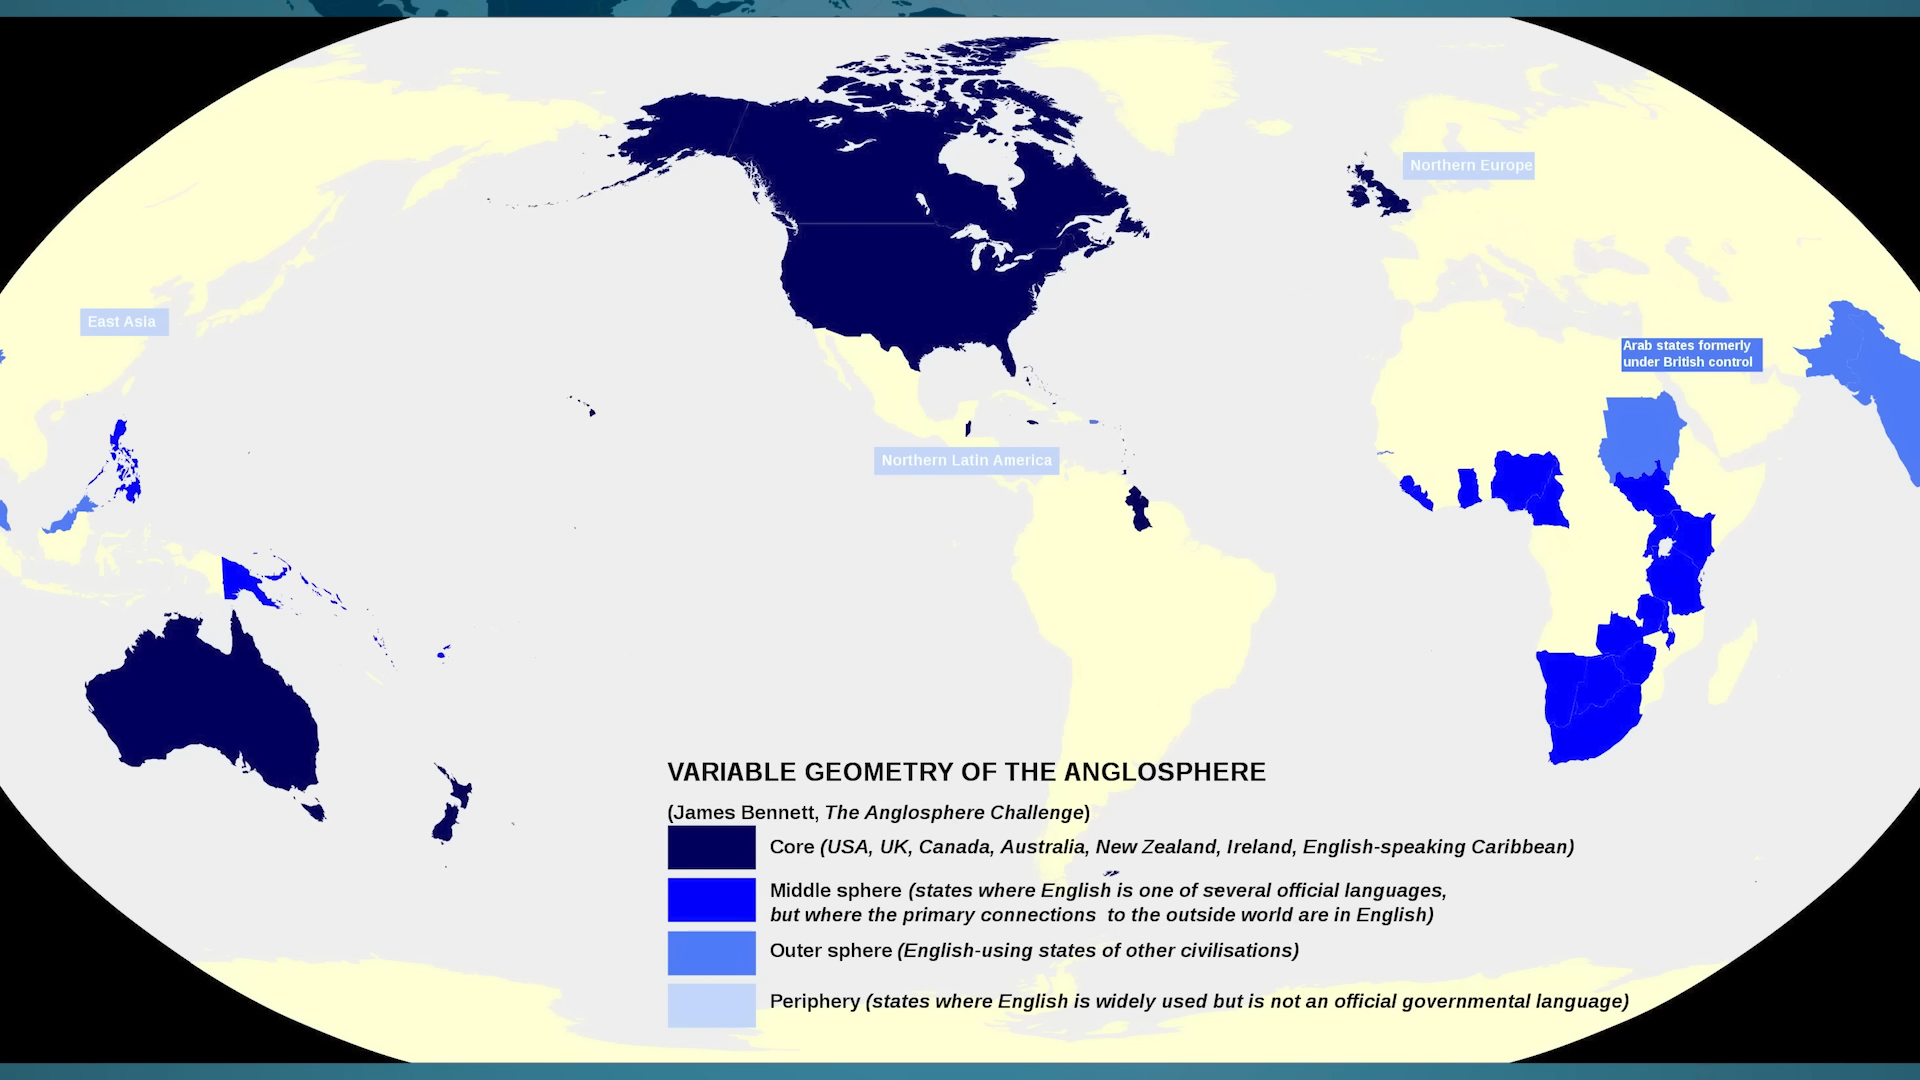 Northern Europe
East Asia
Arab states formerly
under British control
Northern Latin America
VARIABLE GEOMETRY OF THE ANGLOSPHERE
(James Bennett, The Anglosphere Challenge)
Core (USA, UK, Canada, Australia, New Zealand, Ireland, English-speaking Caribbean)
Middle sphere (states where English is one of several official languages,
but where the primary connections to the outside world are in English)
Outer sphere (English-using states of other civilisations)
Periphery (states where English is widely used but is not an official governmental language)